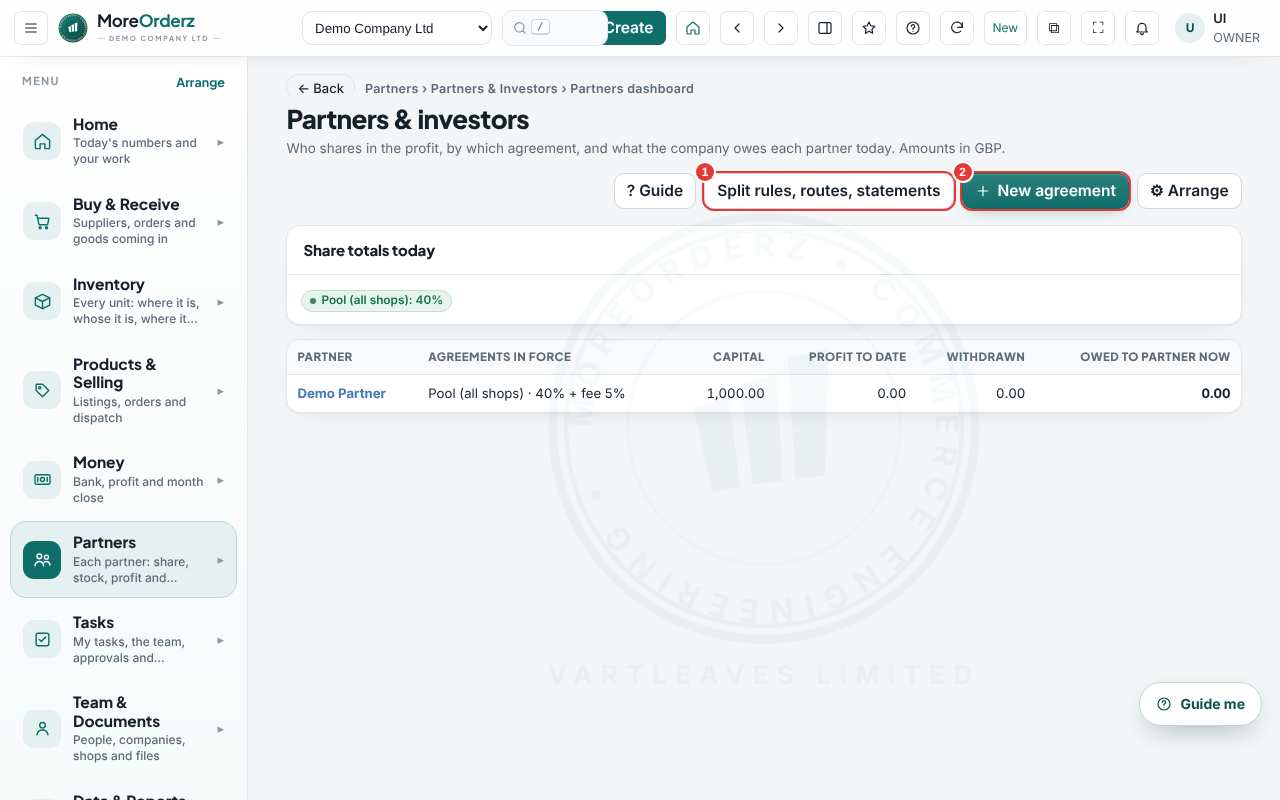 MoreOrderz
— DEMO COMPANY LTD —
Demo Company Ltd
/
Create
New
U
UI
OWNER
MENU
Arrange
Home
Today's numbers and
your work
Buy & Receive
Suppliers, orders and
goods coming in
Inventory
Every unit: where it is,
whose it is, where it...
Products &
Selling
Listings, orders and
dispatch
Money
Bank, profit and month
close
Partners
Each partner: share,
stock, profit and...
Tasks
My tasks, the team,
approvals and...
Team &
Documents
People, companies,
shops and files
Data & Reports
← Back
Partners › Partners & Investors › Partners dashboard
Partners & investors
Who shares in the profit, by which agreement, and what the company owes each partner today. Amounts in GBP.
? Guide
1
Split rules, routes, statements
2
+ New agreement
⚙ Arrange
Share totals today
Pool (all shops): 40%
PARTNER AGREEMENTS IN FORCE CAPITAL PROFIT TO DATE WITHDRAWN OWED TO PARTNER NOW
Demo Partner Pool (all shops) · 40% + fee 5% 1,000.00 0.00 0.00 0.00
MOREORDERZ • COMMERCE ENGINEERING •
VARTLEAVES LIMITED
Guide me